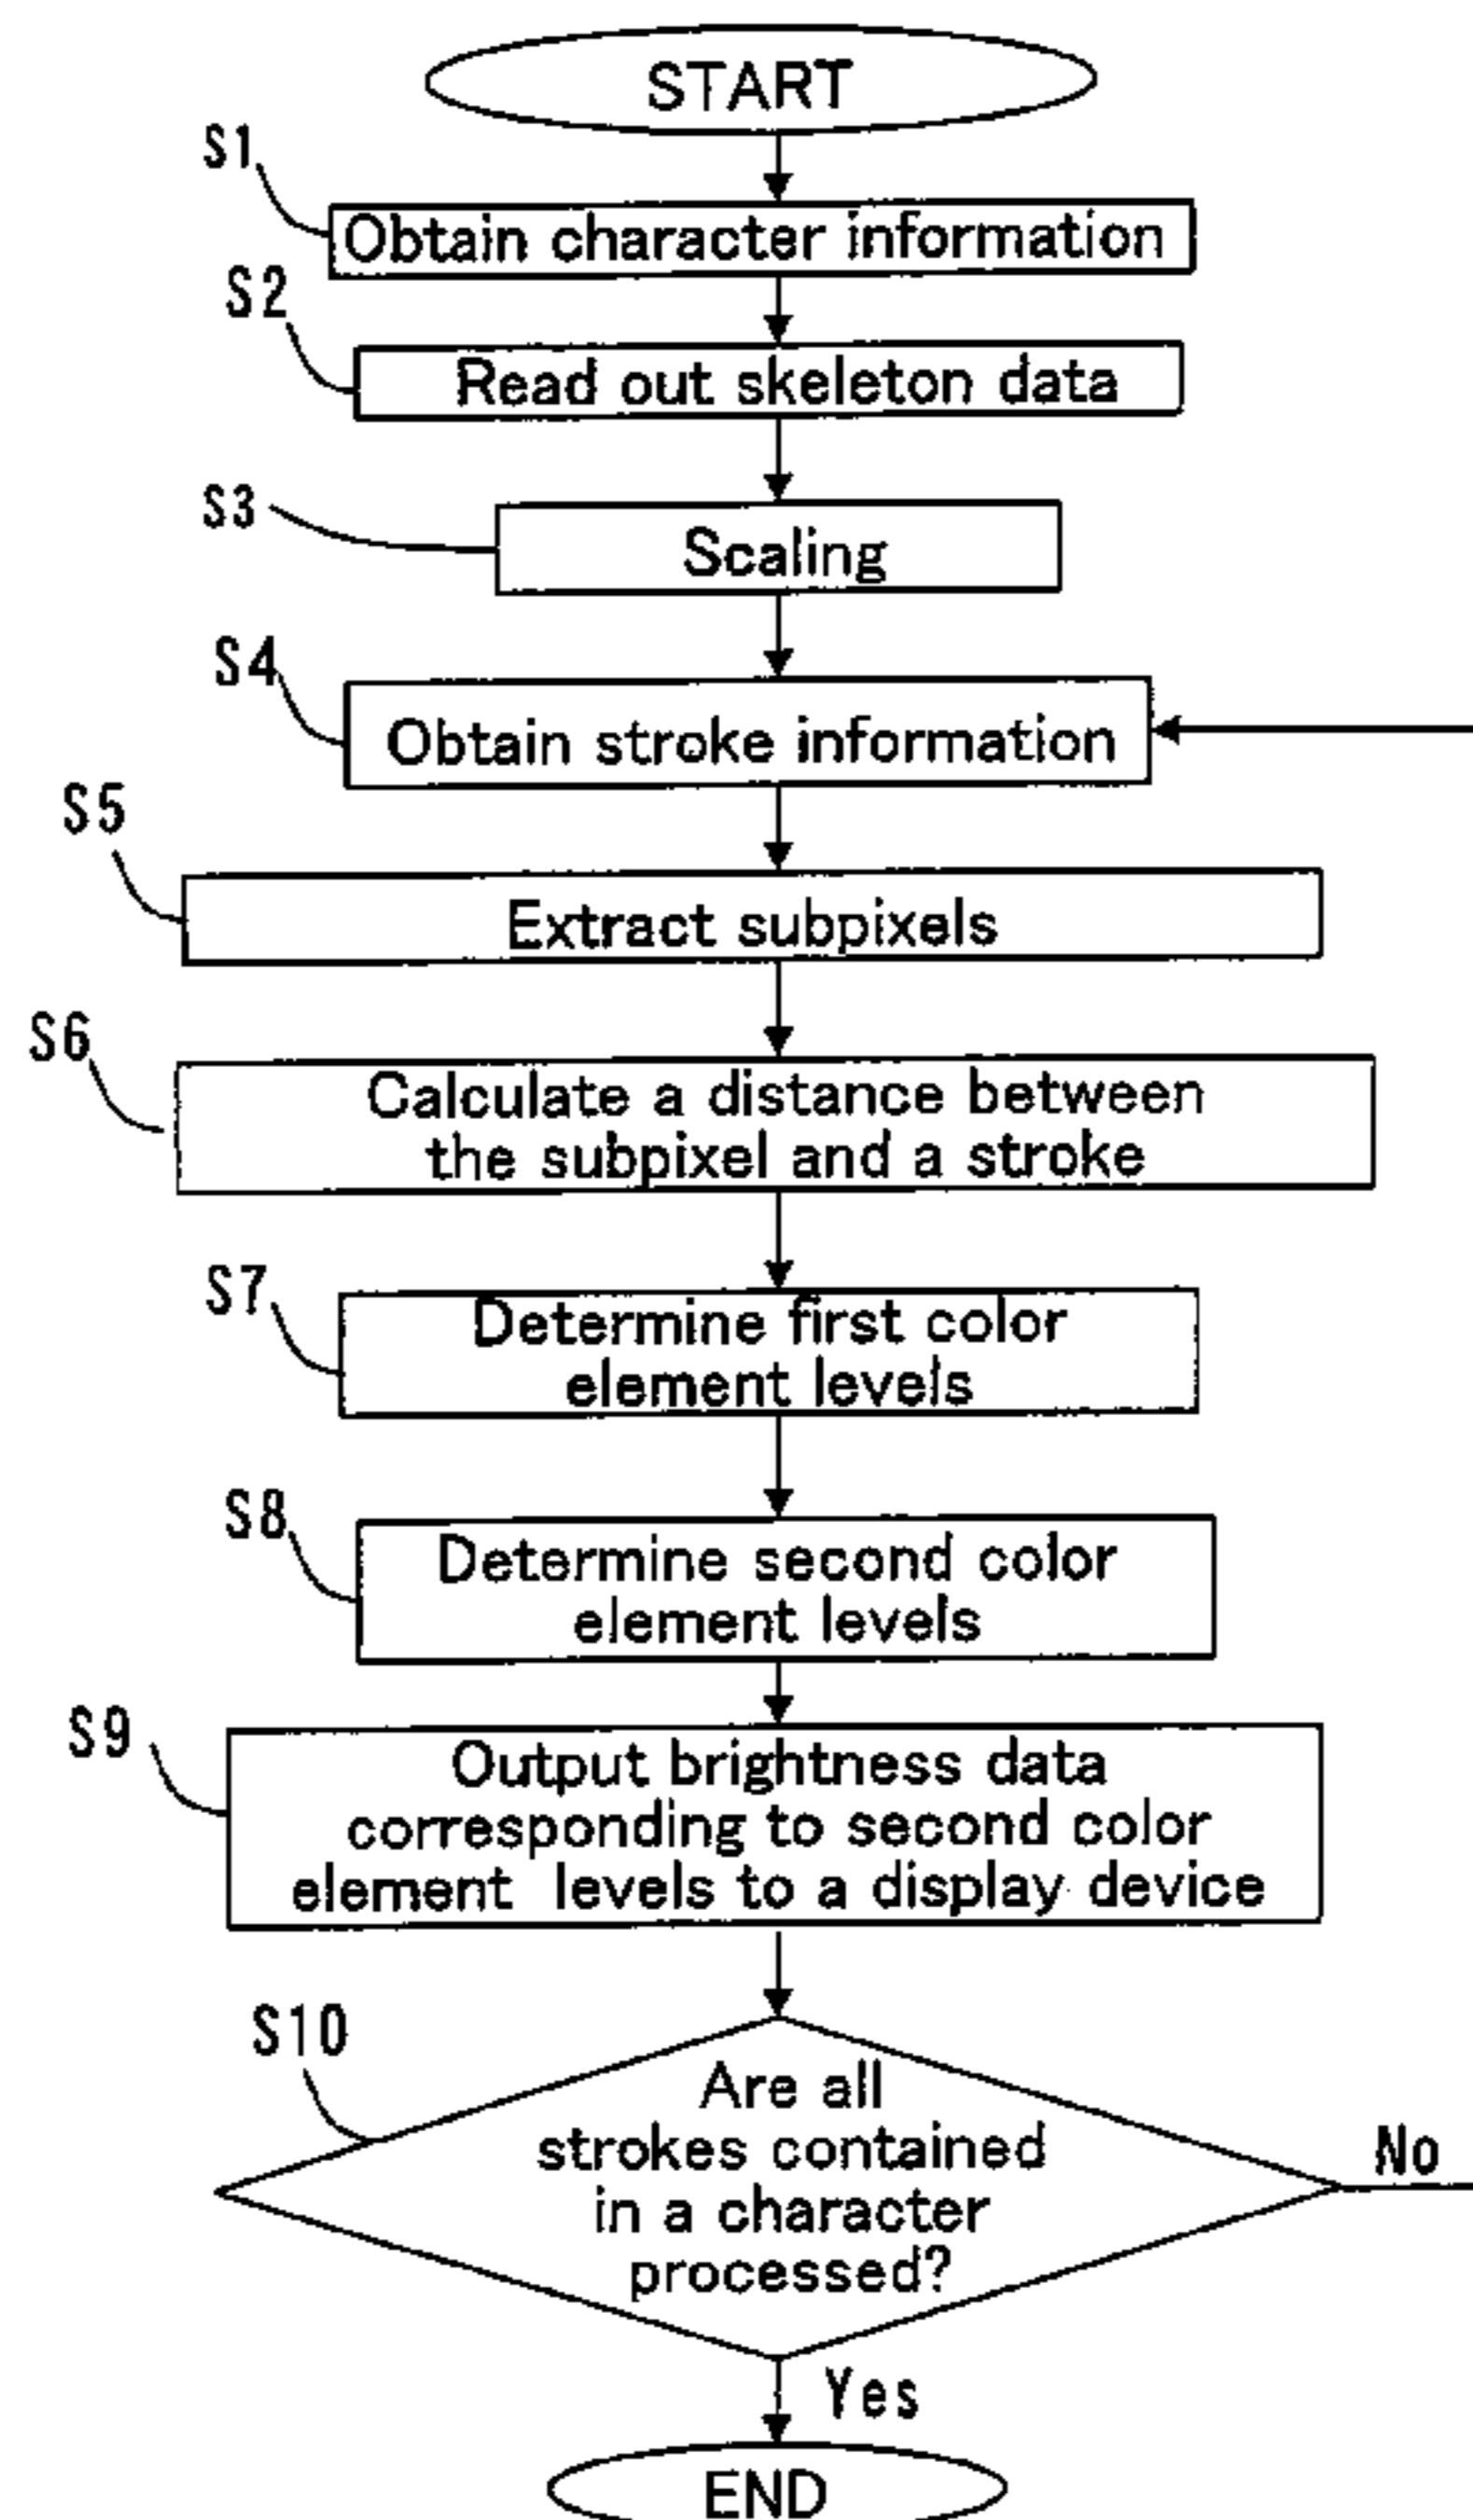 START
S1
Obtain character information
S2
Read out skeleton data
S3
Scaling
S4
Obtain stroke information
S5
Extract subpixels
S6
Calculate a distance between
the subpixel and a stroke
S7
Determine first color
element levels
S8
Determine second color
element levels
S9
Output brightness data
corresponding to second color
element levels to a display device
S10
Are all
strokes contained
in a character
processed?
No
Yes
END